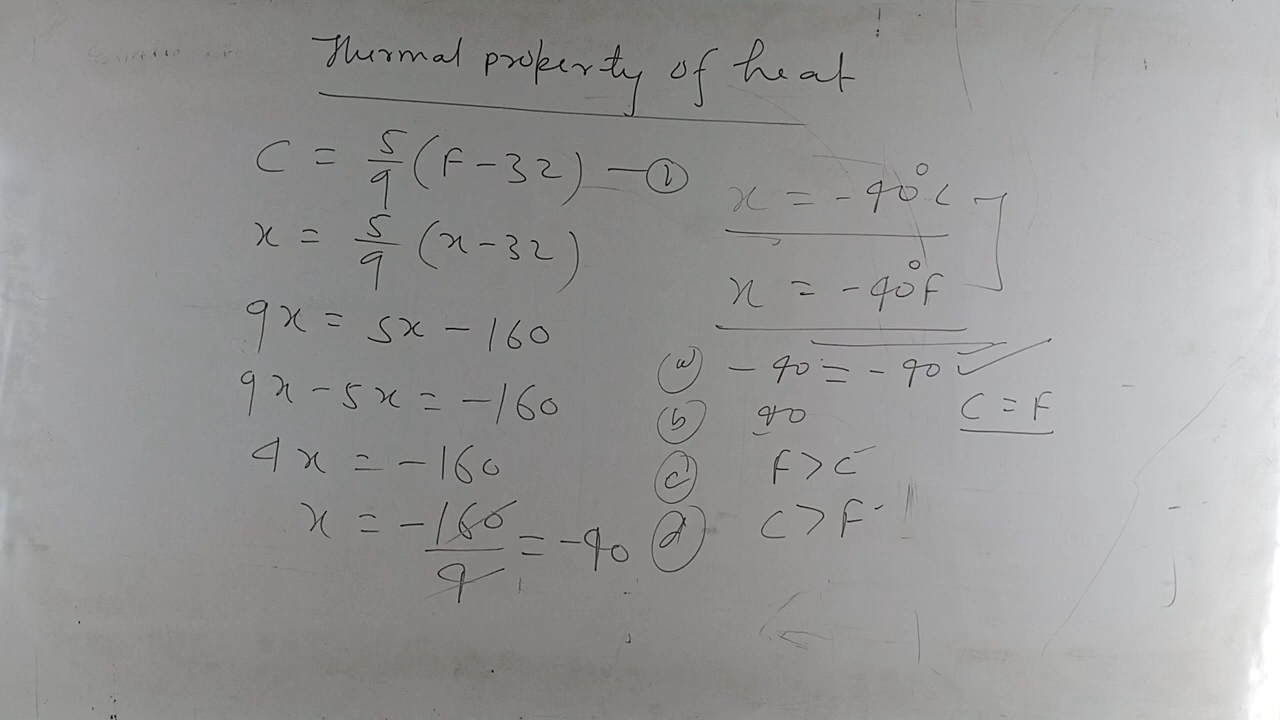 Thermal property of heat
C = 5/9 (F - 32) — ①
x = 5/9 (x - 32)
9x = 5x - 160
9x - 5x = -160
4x = -160
x = -160/4 = -40
x = -40°C
x = -40°F
(a) -40 = -40 ✓
C = F
(b) 40
(c) F > C
(d) C > F